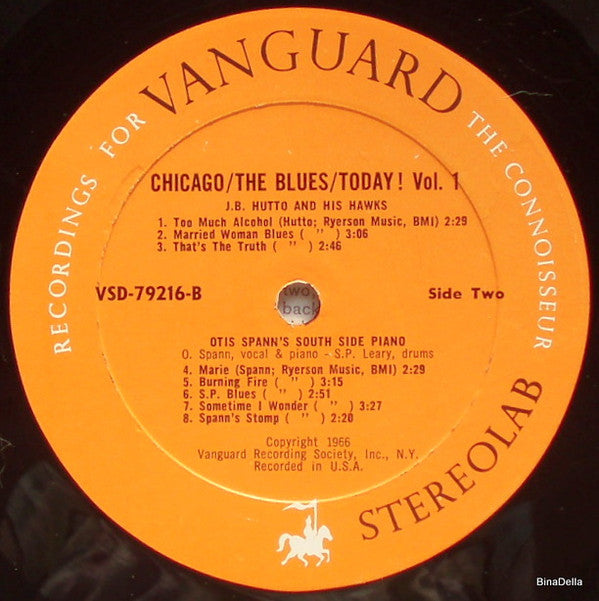 RECORDINGS FOR VANGUARD THE CONNOISSEUR
CHICAGO/THE BLUES/TODAY! Vol. 1
J.B. HUTTO AND HIS HAWKS
1. Too Much Alcohol (Hutto; Ryerson Music, BMI) 2:29
2. Married Woman Blues ( " ) 3:06
3. That's The Truth ( " ) 2:46
VSD-79216-B
Side Two
two
back
OTIS SPANN'S SOUTH SIDE PIANO
O. Spann, vocal & piano - S.P. Leary, drums
4. Marie (Spann; Ryerson Music, BMI) 2:29
5. Burning Fire ( " ) 3:15
6. S.P. Blues ( " ) 2:51
7. Sometime I Wonder ( " ) 3:27
8. Spann's Stomp ( " ) 2:20
Copyright 1966
Vanguard Recording Society, Inc., N.Y.
Recorded in U.S.A.
STEREOLAB
BinaDella